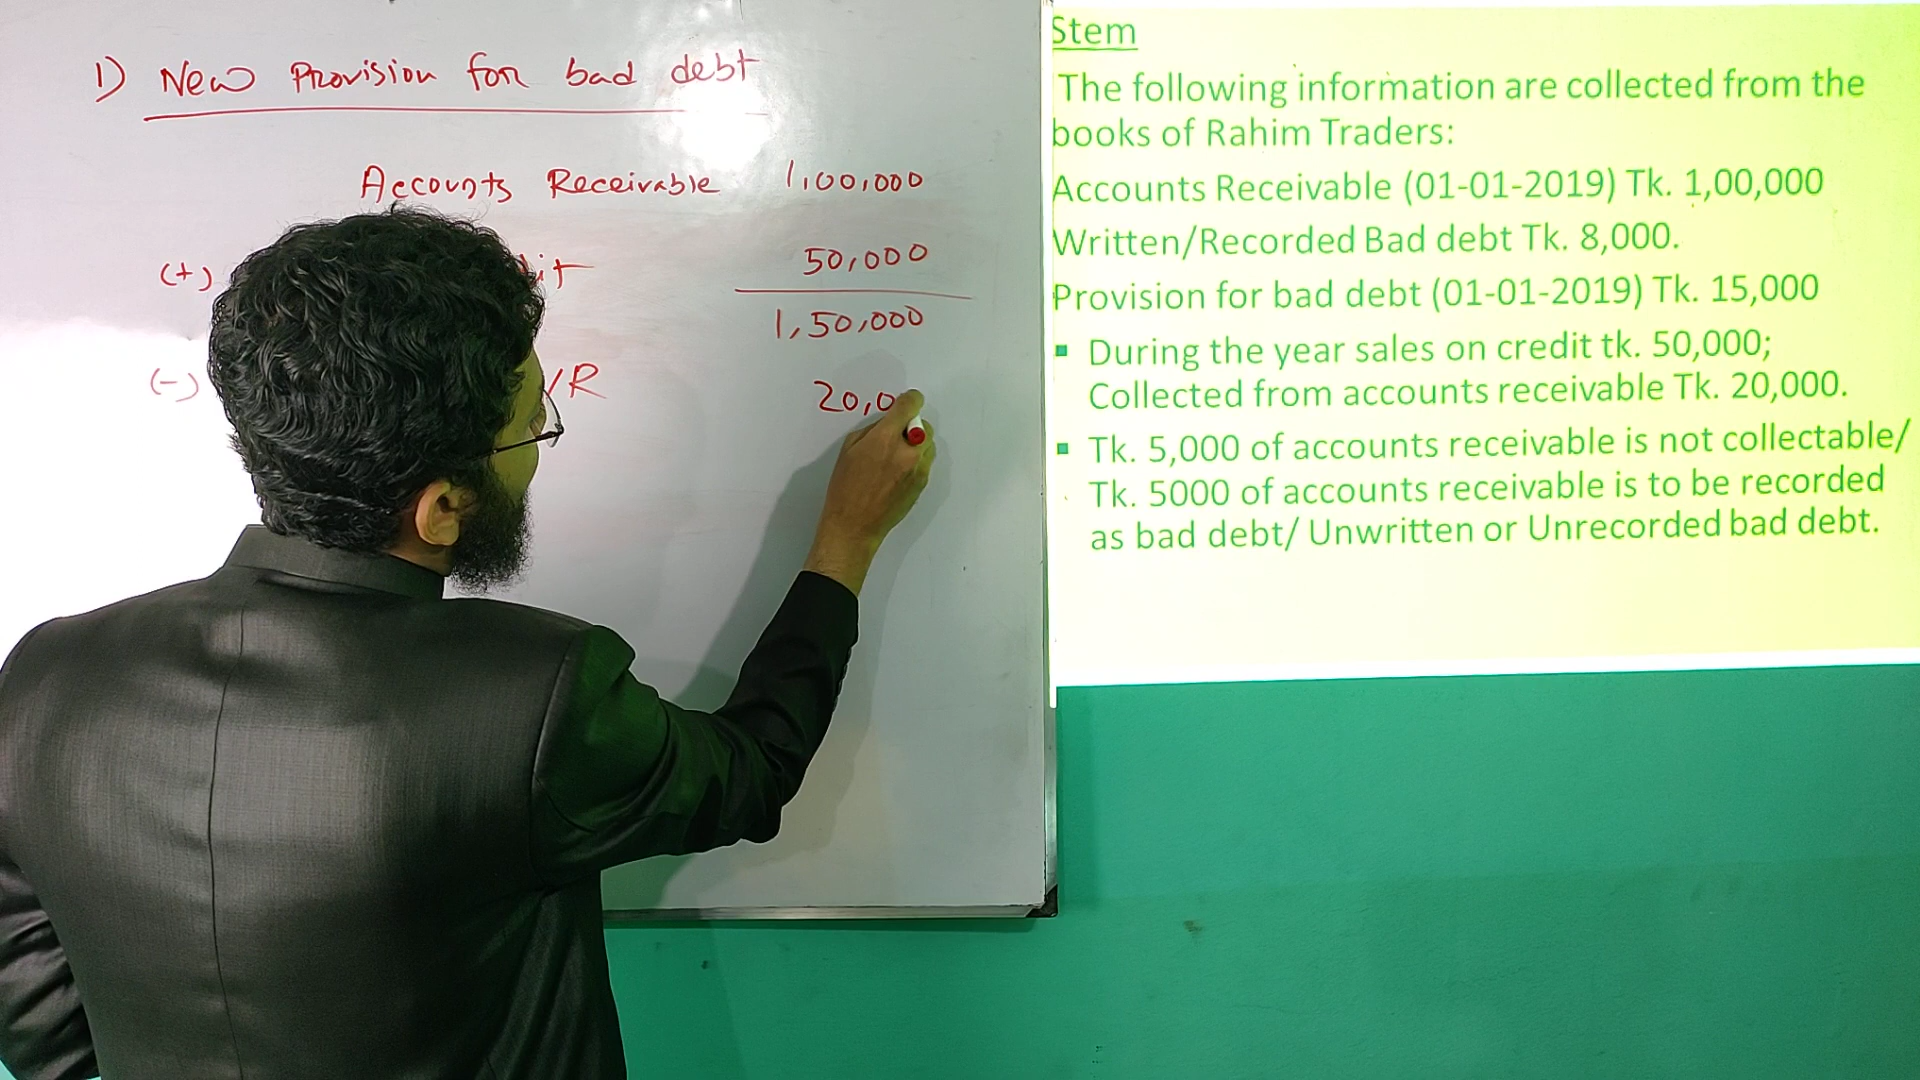 1) New Provision for bad debt
Accounts Receivable 1,00,000
(+) 50,000
1,50,000
(-) /R 20,0
Stem
The following information are collected from the
books of Rahim Traders:
Accounts Receivable (01-01-2019) Tk. 1,00,000
Written/Recorded Bad debt Tk. 8,000.
Provision for bad debt (01-01-2019) Tk. 15,000
▪ During the year sales on credit tk. 50,000;
Collected from accounts receivable Tk. 20,000.
▪ Tk. 5,000 of accounts receivable is not collectable/
Tk. 5000 of accounts receivable is to be recorded
as bad debt/ Unwritten or Unrecorded bad debt.